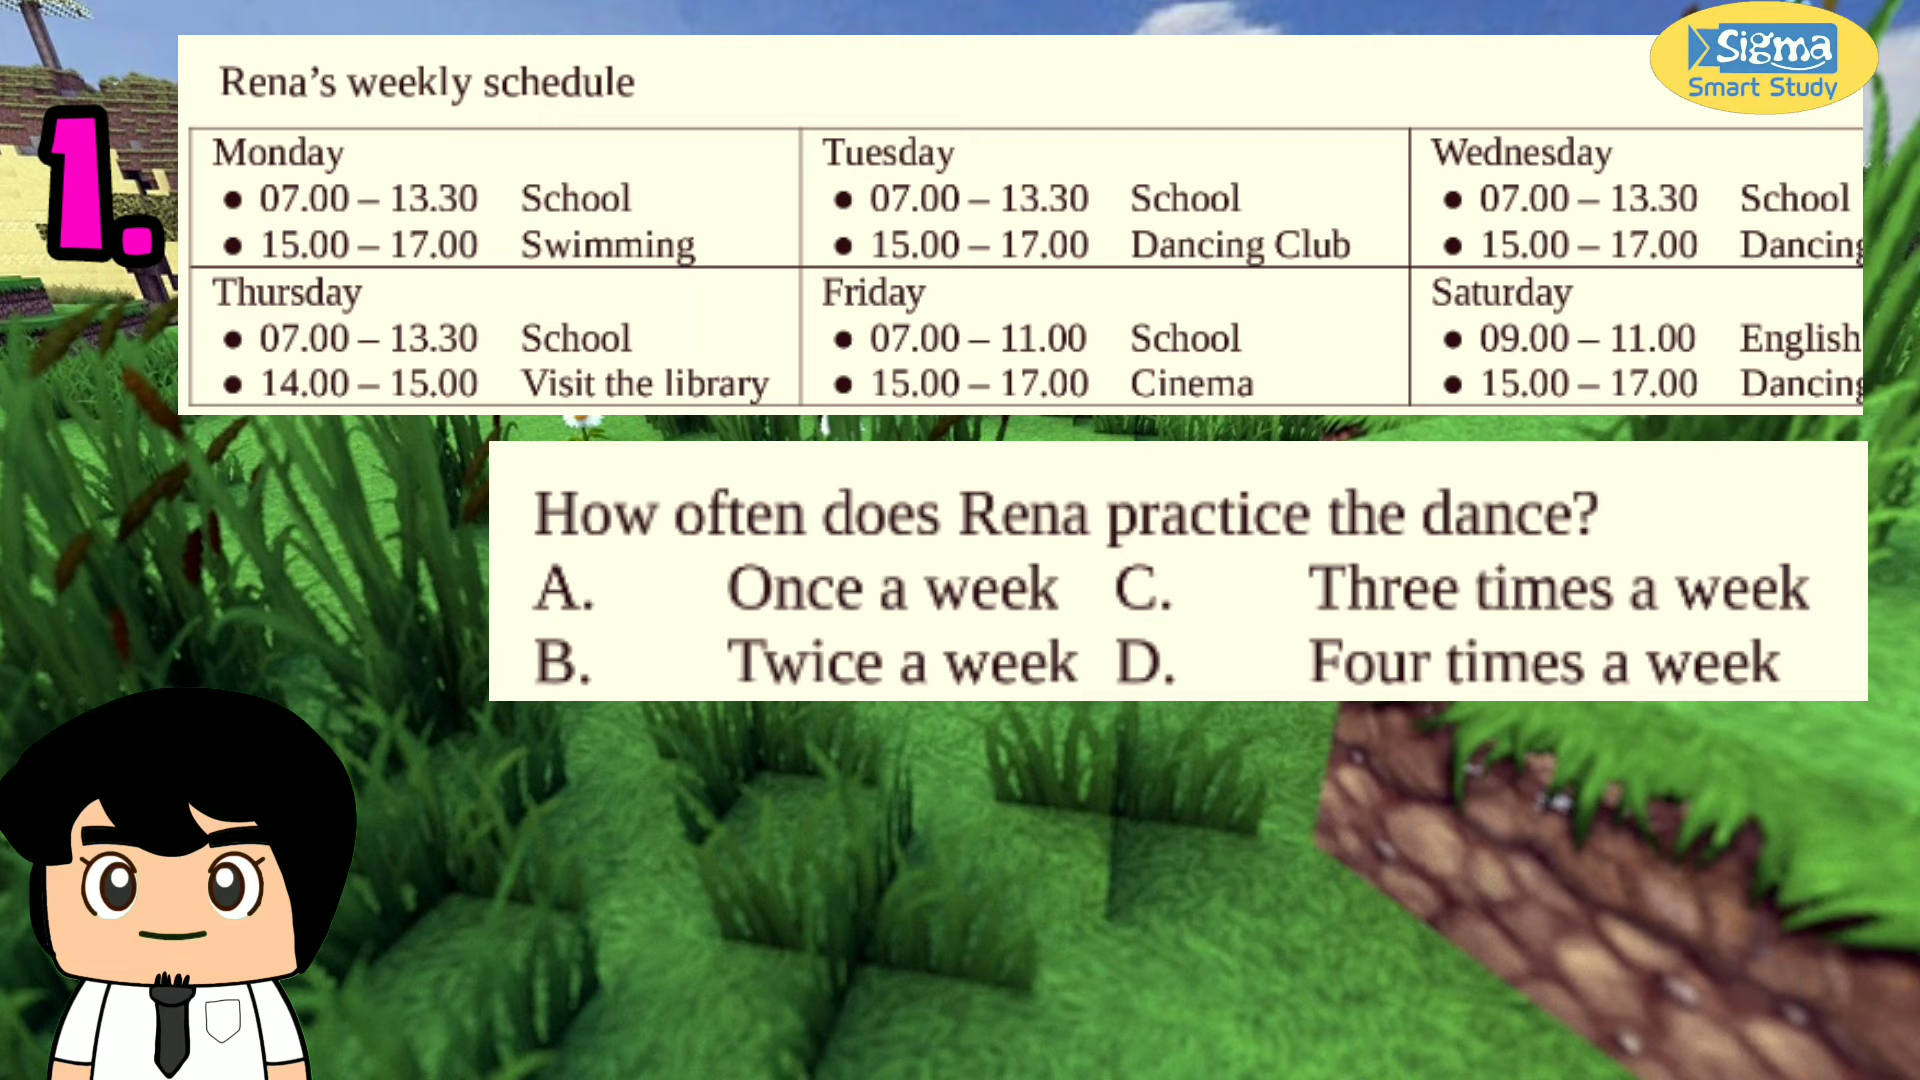 Sigma
Smart Study
1.
Rena's weekly schedule
Monday
● 07.00 – 13.30 School
● 15.00 – 17.00 Swimming
Tuesday
● 07.00 – 13.30 School
● 15.00 – 17.00 Dancing Club
Wednesday
● 07.00 – 13.30 School
● 15.00 – 17.00 Dancing
Thursday
● 07.00 – 13.30 School
● 14.00 – 15.00 Visit the library
Friday
● 07.00 – 11.00 School
● 15.00 – 17.00 Cinema
Saturday
● 09.00 – 11.00 English
● 15.00 – 17.00 Dancing
How often does Rena practice the dance?
A. Once a week C. Three times a week
B. Twice a week D. Four times a week